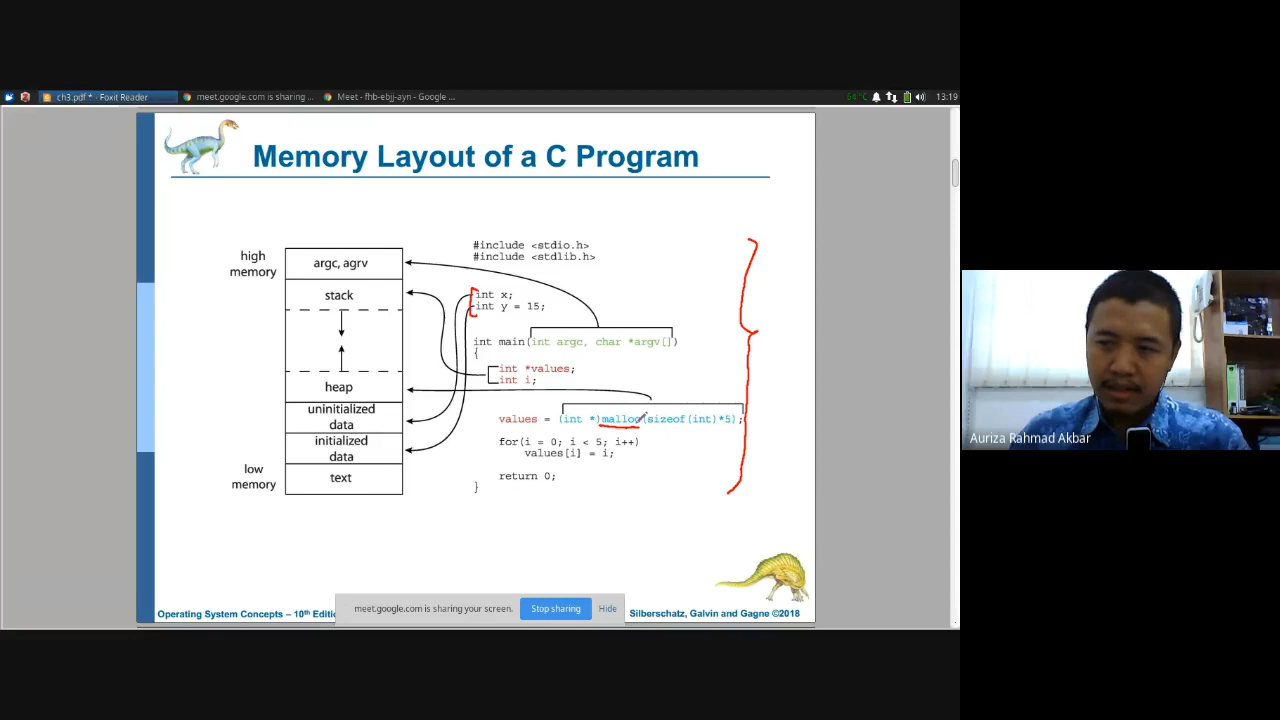 ch3.pdf * - Foxit Reader
meet.google.com is sharing ...
Meet - fhb-ebjj-ayn - Google ...
64°C
13:19
Memory Layout of a C Program
high
memory
argc, agrv
stack
heap
uninitialized
data
initialized
data
low
memory
text
#include <stdio.h>
#include <stdlib.h>
int x;
int y = 15;
int main(int argc, char *argv[])
{
int *values;
int i;
values = (int *)malloc(sizeof(int)*5);
for(i = 0; i < 5; i++)
values[i] = i;
return 0;
}
Auriza Rahmad Akbar
meet.google.com is sharing your screen.
Stop sharing
Hide
Operating System Concepts – 10th
Silberschatz, Galvin and Gagne ©2018